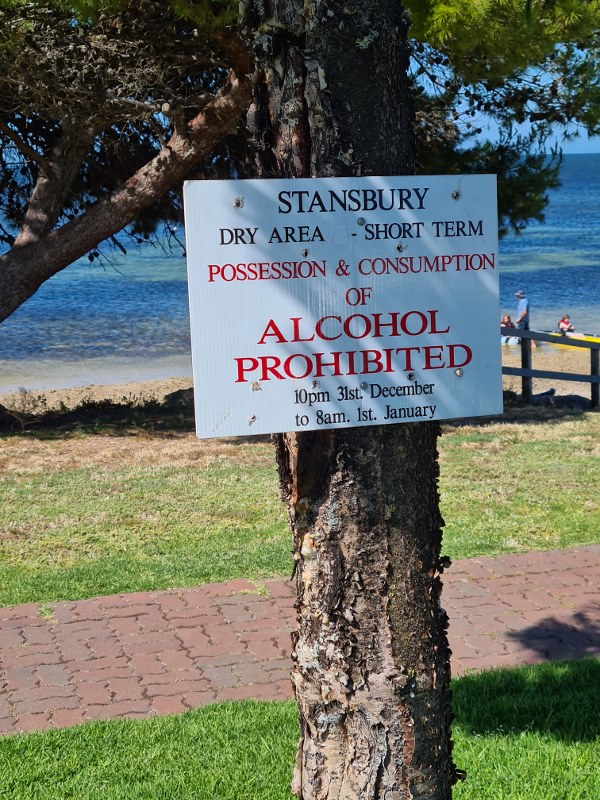 STANSBURY
DRY AREA - SHORT TERM
POSSESSION & CONSUMPTION
OF
ALCOHOL
PROHIBITED
10pm 31st. December
to 8am. 1st. January